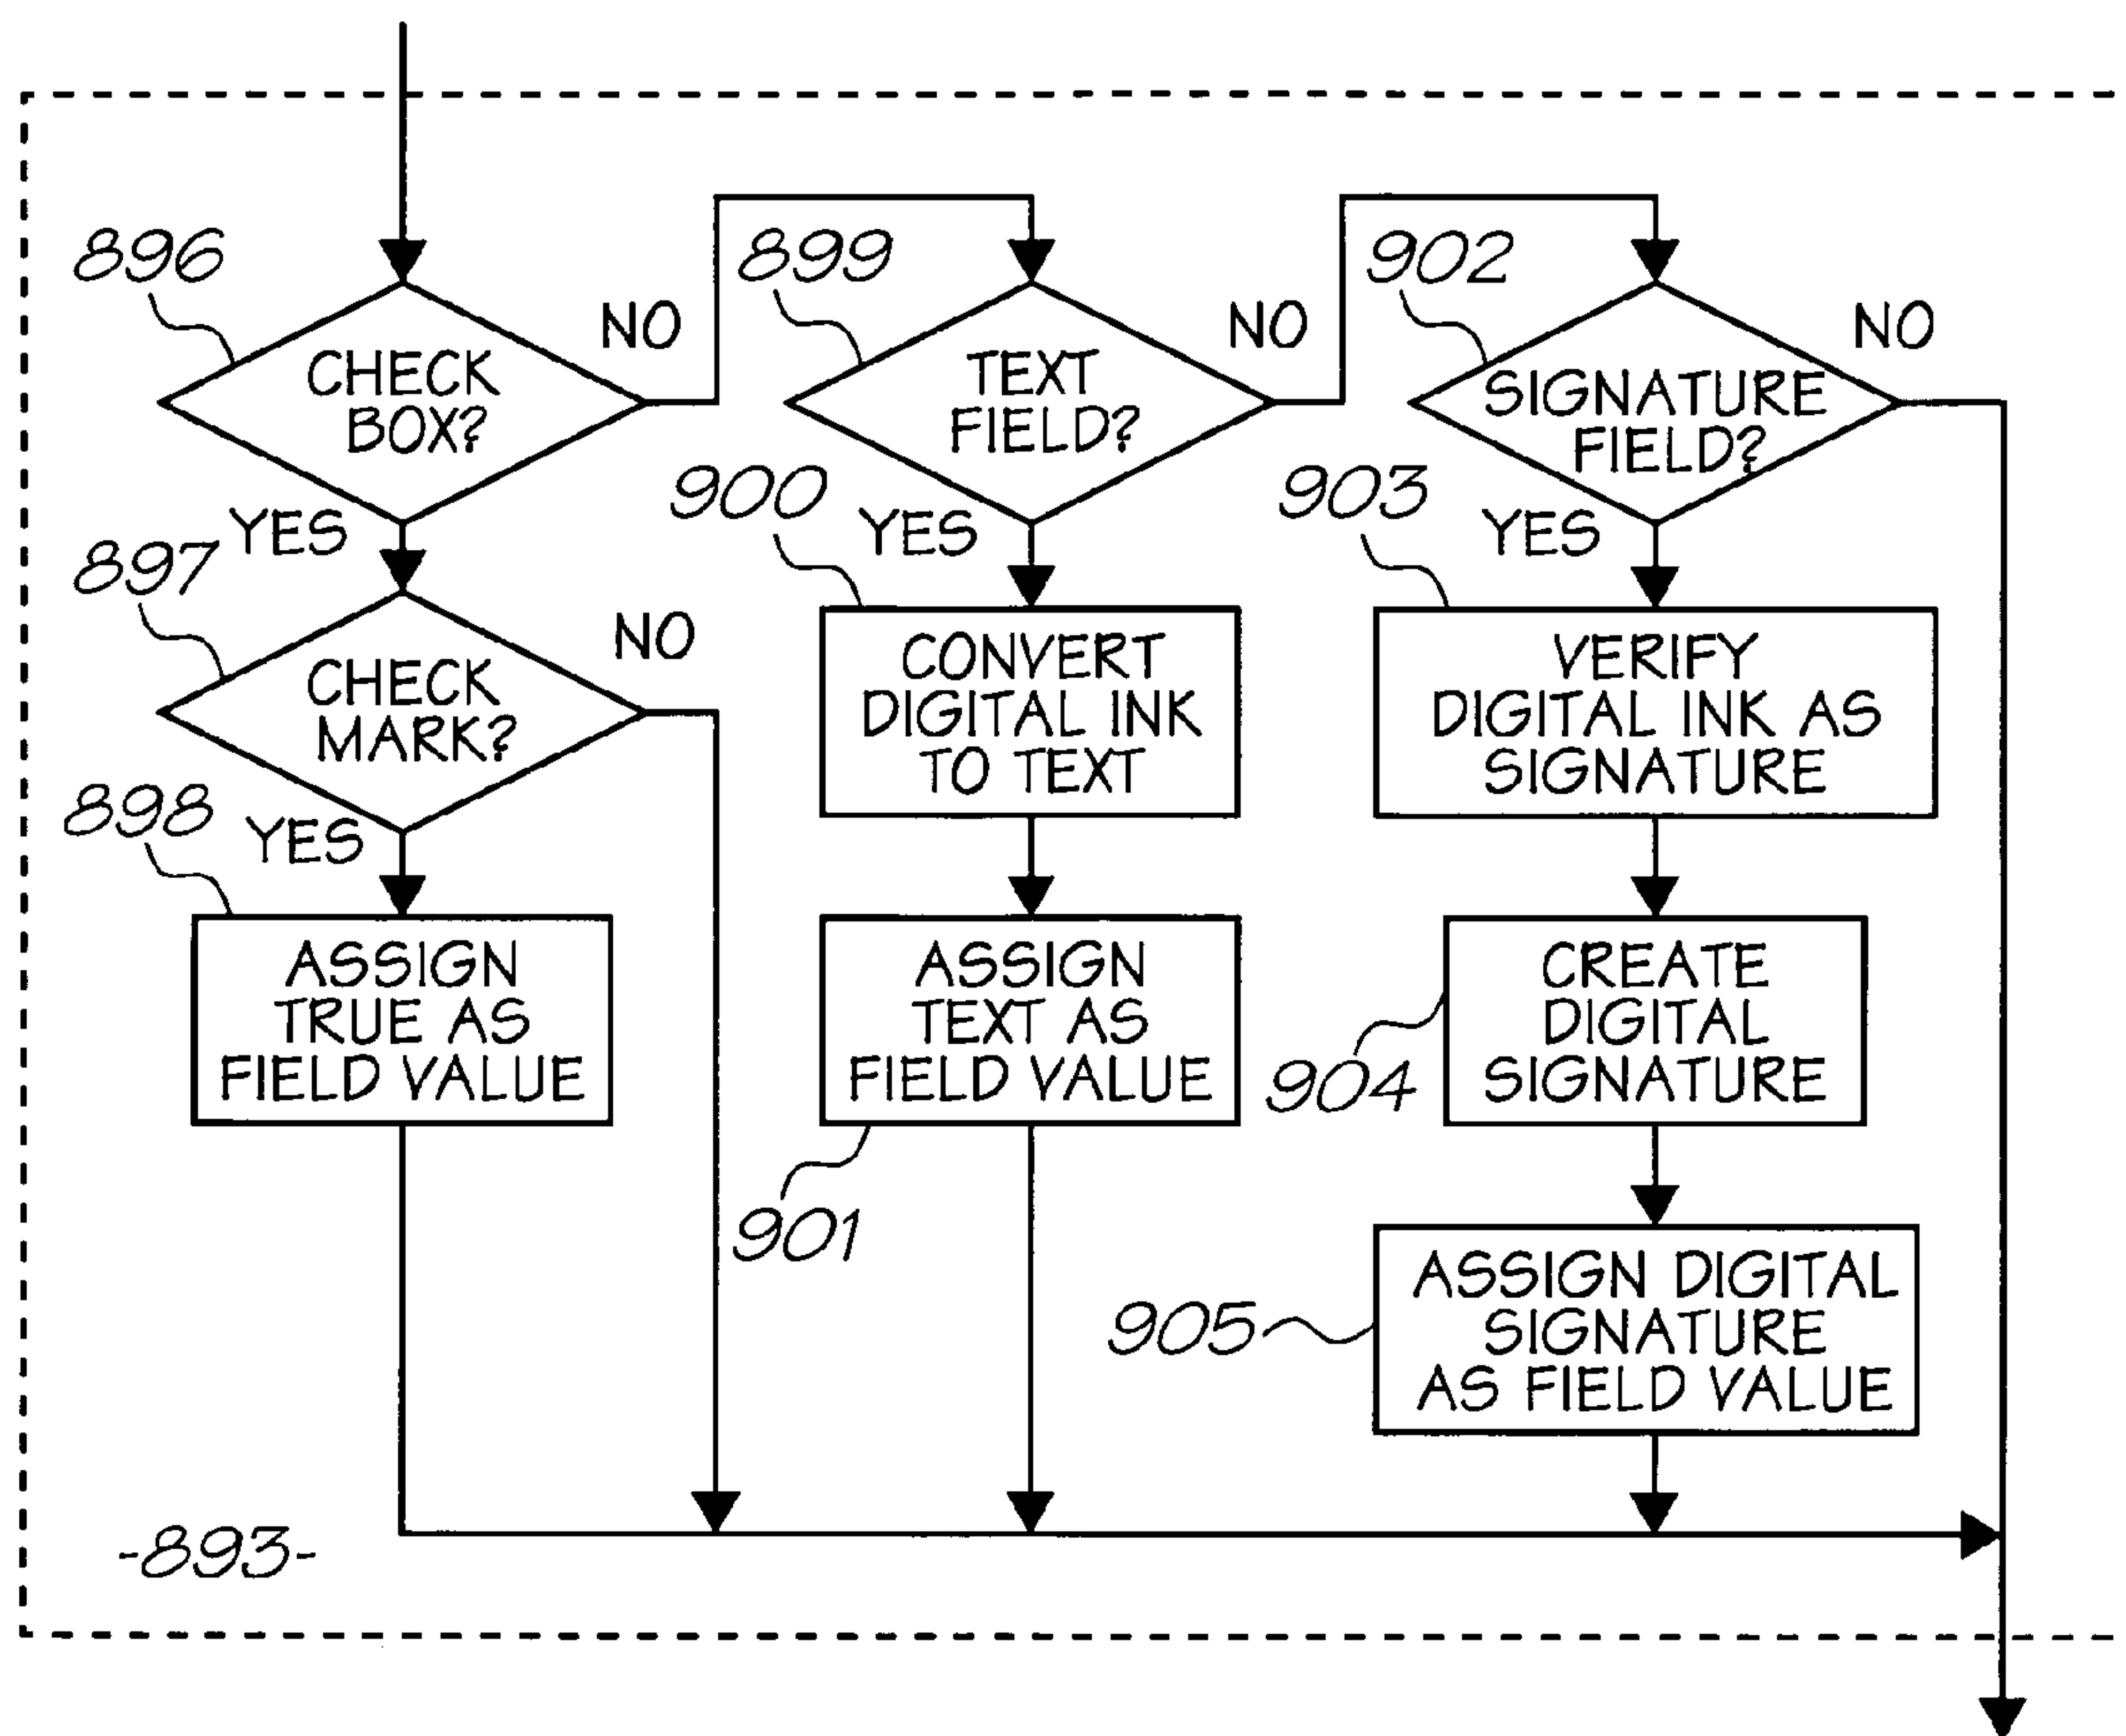 896
CHECK
BOX?
NO
YES
897
CHECK
MARK?
NO
YES
898
ASSIGN
TRUE AS
FIELD VALUE
899
TEXT
FIELD?
NO
YES
900
CONVERT
DIGITAL INK
TO TEXT
ASSIGN
TEXT AS
FIELD VALUE
901
902
SIGNATURE
FIELD?
NO
YES
903
VERIFY
DIGITAL INK AS
SIGNATURE
CREATE
DIGITAL
SIGNATURE
904
ASSIGN DIGITAL
SIGNATURE
AS FIELD VALUE
905
-893-